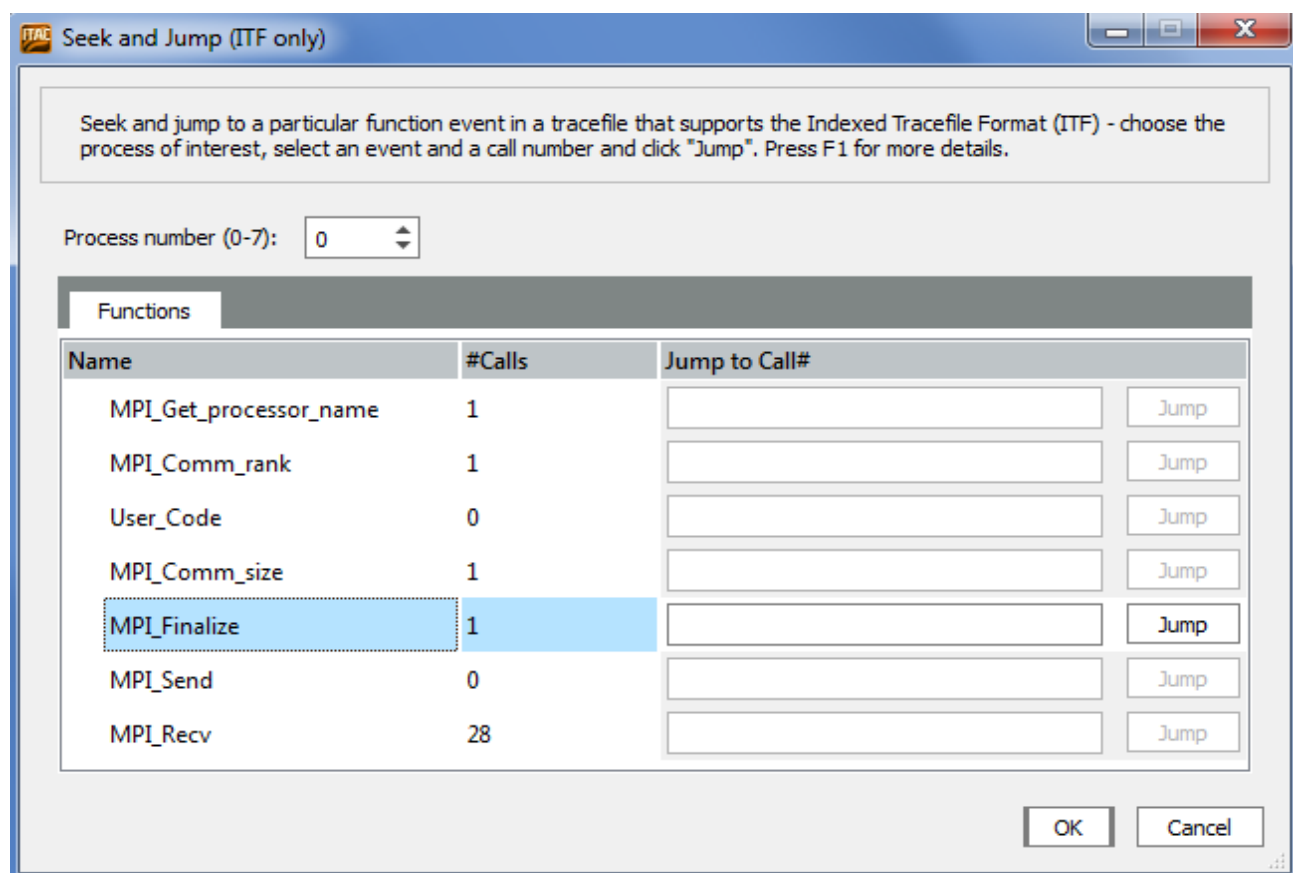 ITAC
Seek and Jump (ITF only)
Seek and jump to a particular function event in a tracefile that supports the Indexed Tracefile Format (ITF) - choose the
process of interest, select an event and a call number and click "Jump". Press F1 for more details.
Process number (0-7): 0
Functions
Name #Calls Jump to Call#
MPI_Get_processor_name 1 Jump
MPI_Comm_rank 1 Jump
User_Code 0 Jump
MPI_Comm_size 1 Jump
MPI_Finalize 1 Jump
MPI_Send 0 Jump
MPI_Recv 28 Jump
OK Cancel